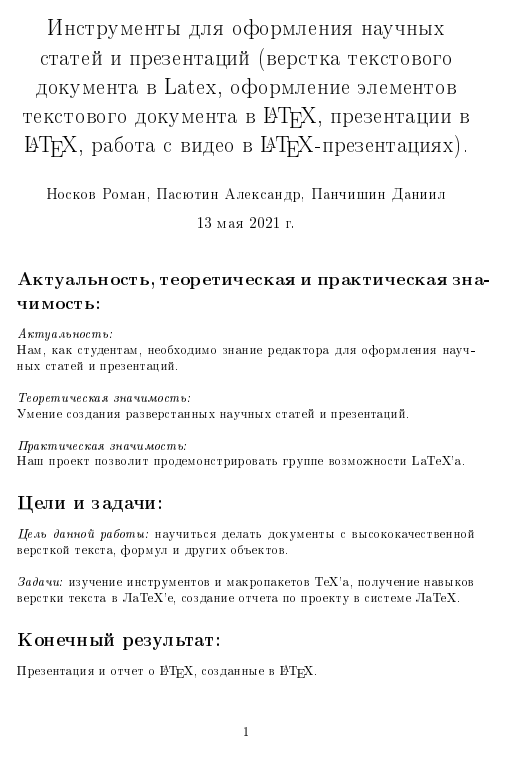 Инструменты для оформления научных
статей и презентаций (верстка текстового
документа в Latex, оформление элементов
текстового документа в LATEX, презентации в
LATEX, работа с видео в LATEX-презентациях).
Носков Роман, Пасютин Александр, Панчишин Даниил
13 мая 2021 г.
Актуальность, теоретическая и практическая зна-
чимость:
Актуальность:
Нам, как студентам, необходимо знание редактора для оформления науч-
ных статей и презентаций.
Теоретическая значимость:
Умение создания разверстанных научных статей и презентаций.
Практическая значимость:
Наш проект позволит продемонстрировать группе возможности LaTeX'а.
Цели и задачи:
Цель данной работы: научиться делать документы с высококачественной
версткой текста, формул и других объектов.
Задачи: изучение инструментов и макропакетов TeX'а, получение навыков
верстки текста в ЛаТеХ'е, создание отчета по проекту в системе ЛаТеХ.
Конечный результат:
Презентация и отчет о LATEX, созданные в LATEX.
1